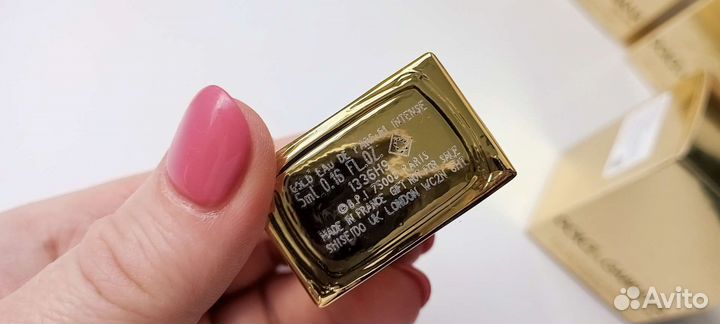 GOLD EAU DE PARFUM INTENSE
5mL 0.16 FL.OZ.
1336H8
©B.P.I 75008 PARIS
MADE IN FRANCE GIFT NOT FOR SALE
SHISEIDO UK LONDON WC2N
Avito